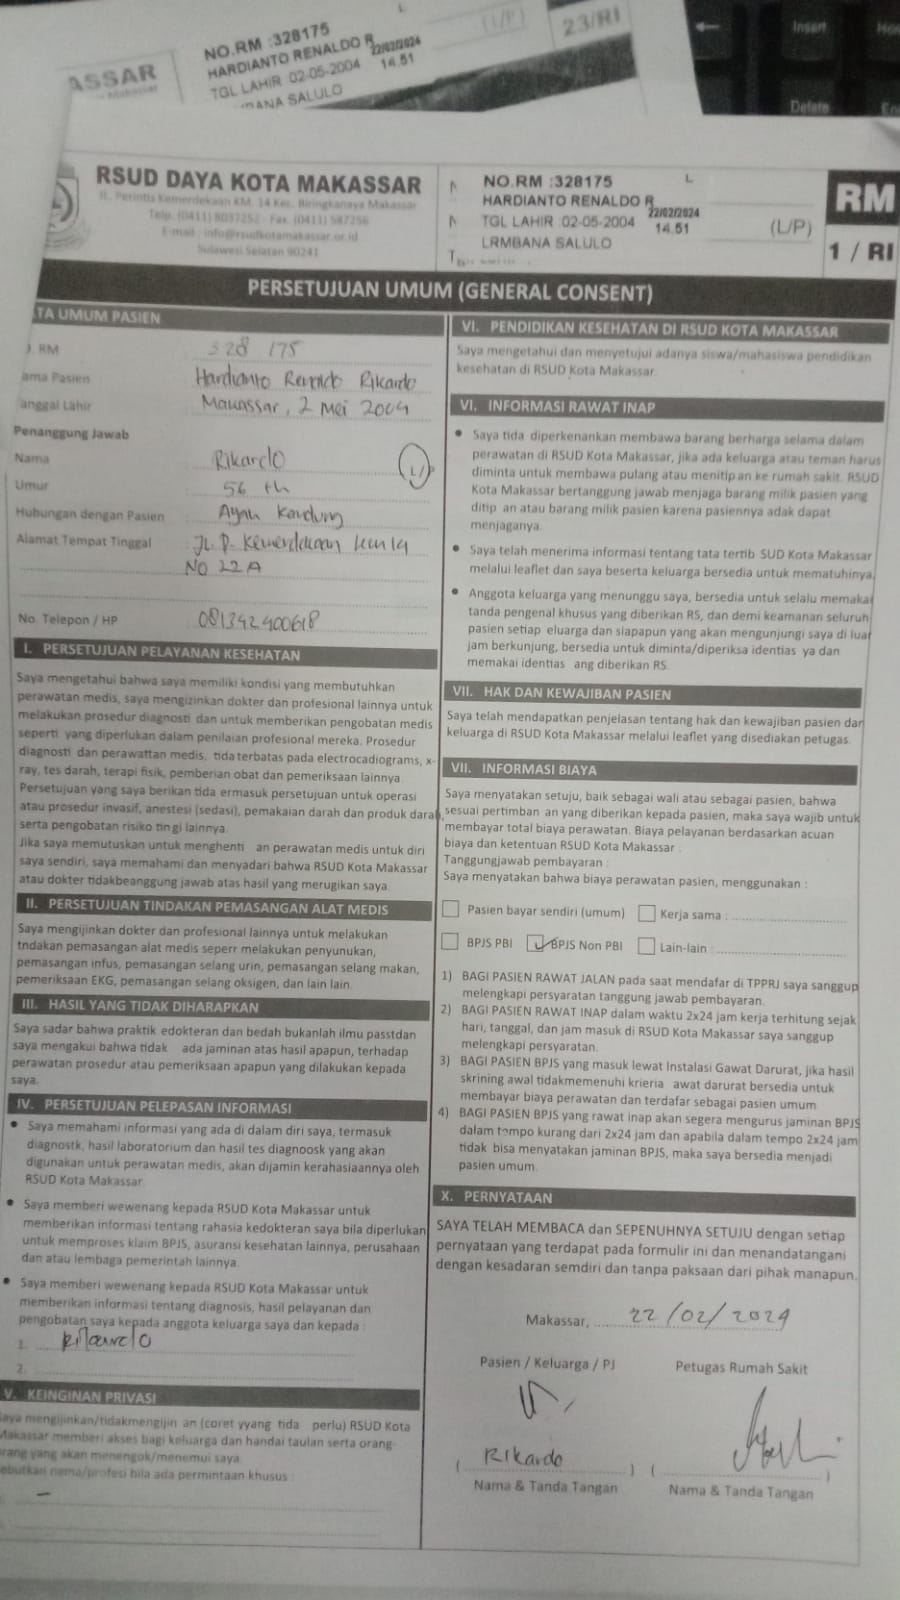 ASSAR
Makassar
NO.RM :328175
HARDIANTO RENALDO R
22/02/2024
TGL LAHIR 02-05-2004
14.51
BANA SALULO
L
(L/P)
23/RI
Insert
Delete
RSUD DAYA KOTA MAKASSAR
JL. Perintis Kemerdekaan KM. 14 Kec. Biringkanaya Makassar
Telp. (0411) 8037252 - Fax. (0411) 587256
E-mail : info@rsudkotamakassar.or.id
Sulawesi Selatan 90241
NO.RM :328175
L
HARDIANTO RENALDO R
22/02/2024
TGL LAHIR 02-05-2004
14.51
LRMBANA SALULO
(L/P)
RM
1 / RI
PERSETUJUAN UMUM (GENERAL CONSENT)
TA UMUM PASIEN
. RM 328 175
ama Pasien Hardianto Renaldo Rikardo
anggal Lahir Makassar, 2 Mei 2004
Penanggung Jawab
Nama Rikardo
Umur 56 th
Hubungan dengan Pasien Ayah Kandung
Alamat Tempat Tinggal Jl. P. Kemerdekaan
NO 22A
No. Telepon / HP 081342400618
I. PERSETUJUAN PELAYANAN KESEHATAN
Saya mengetahui bahwa saya memiliki kondisi yang membutuhkan
perawatan medis, saya mengizinkan dokter dan profesional lainnya untuk
melakukan prosedur diagnosti dan untuk memberikan pengobatan medis
seperti yang diperlukan dalam penilaian profesional mereka. Prosedur
diagnosti dan perawattan medis, tida terbatas pada electrocadiograms, x-
ray, tes darah, terapi fisik, pemberian obat dan pemeriksaan lainnya.
Persetujuan yang saya berikan tida ermasuk persetujuan untuk operasi
atau prosedur invasif, anestesi (sedasi), pemakaian darah dan produk darah,
serta pengobatan risiko tin gi lainnya.
Jika saya memutuskan untuk menghenti an perawatan medis untuk diri
saya sendiri, saya memahami dan menyadari bahwa RSUD Kota Makassar
atau dokter tidakbeanggung jawab atas hasil yang merugikan saya.
II. PERSETUJUAN TINDAKAN PEMASANGAN ALAT MEDIS
Saya mengijinkan dokter dan profesional lainnya untuk melakukan
tndakan pemasangan alat medis seperr melakukan penyunukan,
pemasangan infus, pemasangan selang urin, pemasangan selang makan,
pemeriksaan EKG, pemasangan selang oksigen, dan lain lain.
III. HASIL YANG TIDAK DIHARAPKAN
Saya sadar bahwa praktik edokteran dan bedah bukanlah ilmu passtdan
saya mengakui bahwa tidak ada jaminan atas hasil apapun, terhadap
perawatan prosedur atau pemeriksaan apapun yang dilakukan kepada
saya.
IV. PERSETUJUAN PELEPASAN INFORMASI
• Saya memahami informasi yang ada di dalam diri saya, termasuk
diagnostk, hasil laboratorium dan hasil tes diagnoosk yang akan
digunakan untuk perawatan medis, akan dijamin kerahasiaannya oleh
RSUD Kota Makassar.
• Saya memberi wewenang kepada RSUD Kota Makassar untuk
memberikan informasi tentang rahasia kedokteran saya bila diperlukan
untuk memproses klaim BPJS, asuransi kesehatan lainnya, perusahaan
dan atau lembaga pemerintah lainnya.
• Saya memberi wewenang kepada RSUD Kota Makassar untuk
memberikan informasi tentang diagnosis, hasil pelayanan dan
pengobatan saya kepada anggota keluarga saya dan kepada :
1. Rikardo
2.
V. KEINGINAN PRIVASI
aya mengijinkan/tidakmengijin an (coret yyang tida perlu) RSUD Kota
Makassar memberi akses bagi keluarga dan handai taulan serta orang-
orang yang akan menengok/menemui saya.
ebutkan nama/profesi bila ada permintaan khusus :
VI. PENDIDIKAN KESEHATAN DI RSUD KOTA MAKASSAR
Saya mengetahui dan menyetujui adanya siswa/mahasiswa pendidikan
kesehatan di RSUD Kota Makassar.
VI. INFORMASI RAWAT INAP
• Saya tida diperkenankan membawa barang berharga selama dalam
perawatan di RSUD Kota Makassar, jika ada keluarga atau teman harus
diminta untuk membawa pulang atau menitip an ke rumah sakit. RSUD
Kota Makassar bertanggung jawab menjaga barang milik pasien yang
ditip an atau barang milik pasien karena pasiennya adak dapat
menjaganya.
• Saya telah menerima informasi tentang tata tertib SUD Kota Makassar
melalui leaflet dan saya beserta keluarga bersedia untuk mematuhinya.
• Anggota keluarga yang menunggu saya, bersedia untuk selalu memakai
tanda pengenal khusus yang diberikan RS, dan demi keamanan seluruh
pasien setiap eluarga dan siapapun yang akan mengunjungi saya di luar
jam berkunjung, bersedia untuk diminta/diperiksa identias ya dan
memakai identias ang diberikan RS.
VII. HAK DAN KEWAJIBAN PASIEN
Saya telah mendapatkan penjelasan tentang hak dan kewajiban pasien dan
keluarga di RSUD Kota Makassar melalui leaflet yang disediakan petugas.
VII. INFORMASI BIAYA
Saya menyatakan setuju, baik sebagai wali atau sebagai pasien, bahwa
sesuai pertimban an yang diberikan kepada pasien, maka saya wajib untuk
membayar total biaya perawatan. Biaya pelayanan berdasarkan acuan
biaya dan ketentuan RSUD Kota Makassar :
Tanggungjawab pembayaran :
Saya menyatakan bahwa biaya perawatan pasien, menggunakan :
Pasien bayar sendiri (umum) Kerja sama :
BPJS PBI BPJS Non PBI Lain-lain :
1) BAGI PASIEN RAWAT JALAN pada saat mendafar di TPPRJ saya sanggup
melengkapi persyaratan tanggung jawab pembayaran.
2) BAGI PASIEN RAWAT INAP dalam waktu 2x24 jam kerja terhitung sejak
hari, tanggal, dan jam masuk di RSUD Kota Makassar saya sanggup
melengkapi persyaratan.
3) BAGI PASIEN BPJS yang masuk lewat Instalasi Gawat Darurat, jika hasil
skrining awal tidakmemenuhi krieria awat darurat bersedia untuk
membayar biaya perawatan dan terdafar sebagai pasien umum
4) BAGI PASIEN BPJS yang rawat inap akan segera mengurus jaminan BPJS
dalam tempo kurang dari 2x24 jam dan apabila dalam tempo 2x24 jam
tidak bisa menyatakan jaminan BPJS, maka saya bersedia menjadi
pasien umum.
X. PERNYATAAN
SAYA TELAH MEMBACA dan SEPENUHNYA SETUJU dengan setiap
pernyataan yang terdapat pada formulir ini dan menandatangani
dengan kesadaran semdiri dan tanpa paksaan dari pihak manapun.
Makassar, 22/02/2024
Pasien / Keluarga / PJ Petugas Rumah Sakit
( Rikardo ) ( )
Nama & Tanda Tangan Nama & Tanda Tangan